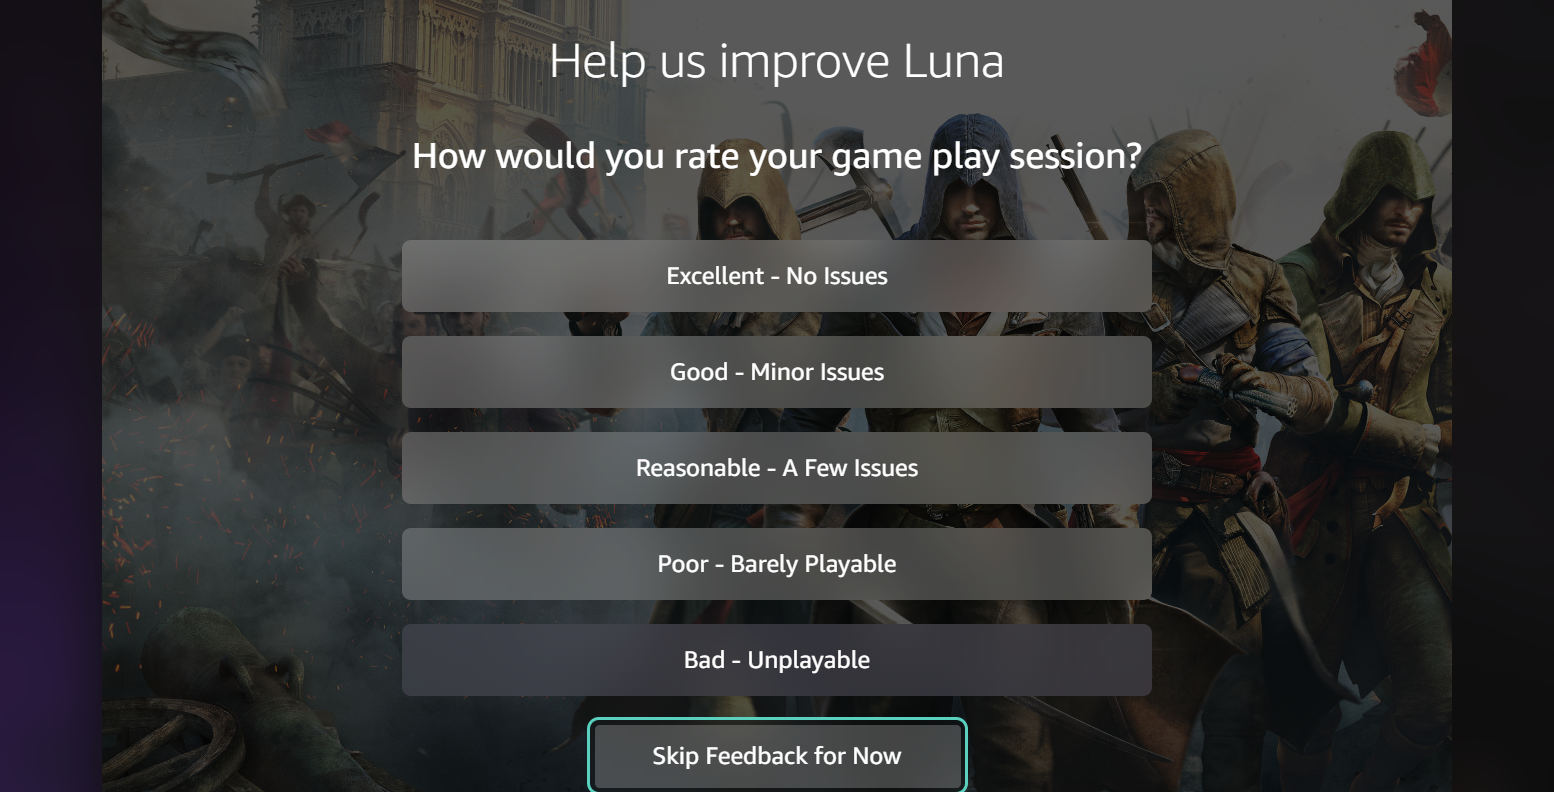 Help us improve Luna
How would you rate your game play session?
Excellent - No Issues
Good - Minor Issues
Reasonable - A Few Issues
Poor - Barely Playable
Bad - Unplayable
Skip Feedback for Now